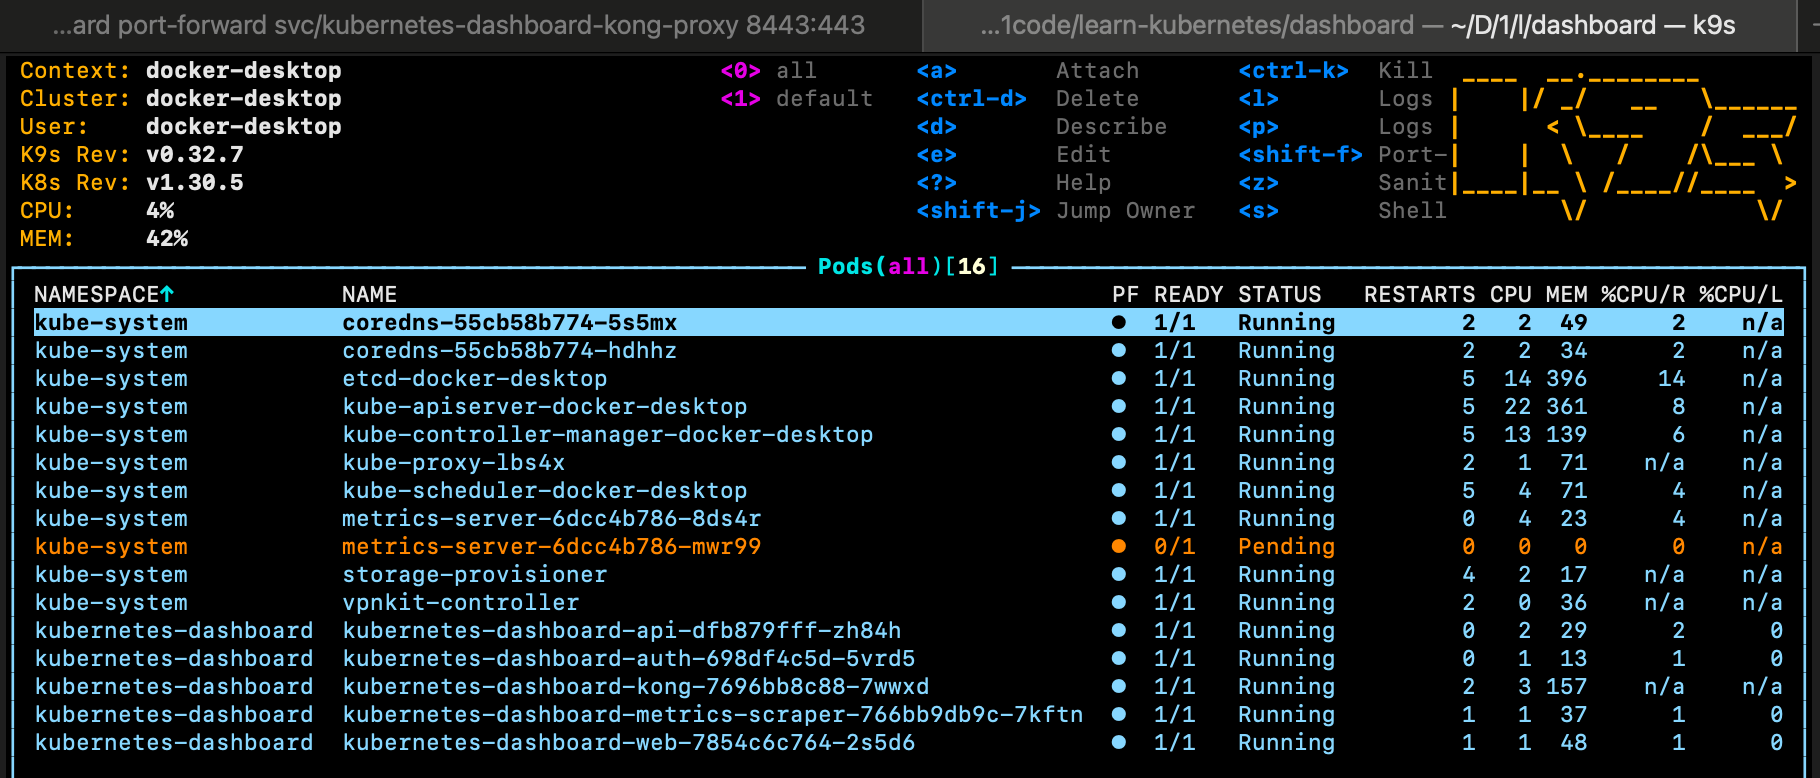 ...ard port-forward svc/kubernetes-dashboard-kong-proxy 8443:443 ...1code/learn-kubernetes/dashboard — ~/D/1/l/dashboard — k9s
Context: docker-desktop <0> all <a> Attach <ctrl-k> Kill
Cluster: docker-desktop <1> default <ctrl-d> Delete <l> Logs
User: docker-desktop <d> Describe <p> Logs
K9s Rev: v0.32.7 <e> Edit <shift-f> Port-
K8s Rev: v1.30.5 <?> Help <z> Sanit
CPU: 4% <shift-j> Jump Owner <s> Shell
MEM: 42%
Pods(all)[16]
NAMESPACE↑ NAME PF READY STATUS RESTARTS CPU MEM %CPU/R %CPU/L
kube-system coredns-55cb58b774-5s5mx ● 1/1 Running 2 2 49 2 n/a
kube-system coredns-55cb58b774-hdhhz ● 1/1 Running 2 2 34 2 n/a
kube-system etcd-docker-desktop ● 1/1 Running 5 14 396 14 n/a
kube-system kube-apiserver-docker-desktop ● 1/1 Running 5 22 361 8 n/a
kube-system kube-controller-manager-docker-desktop ● 1/1 Running 5 13 139 6 n/a
kube-system kube-proxy-lbs4x ● 1/1 Running 2 1 71 n/a n/a
kube-system kube-scheduler-docker-desktop ● 1/1 Running 5 4 71 4 n/a
kube-system metrics-server-6dcc4b786-8ds4r ● 1/1 Running 0 4 23 4 n/a
kube-system metrics-server-6dcc4b786-mwr99 ● 0/1 Pending 0 0 0 0 n/a
kube-system storage-provisioner ● 1/1 Running 4 2 17 n/a n/a
kube-system vpnkit-controller ● 1/1 Running 2 0 36 n/a n/a
kubernetes-dashboard kubernetes-dashboard-api-dfb879fff-zh84h ● 1/1 Running 0 2 29 2 0
kubernetes-dashboard kubernetes-dashboard-auth-698df4c5d-5vrd5 ● 1/1 Running 0 1 13 1 0
kubernetes-dashboard kubernetes-dashboard-kong-7696bb8c88-7wwxd ● 1/1 Running 2 3 157 n/a n/a
kubernetes-dashboard kubernetes-dashboard-metrics-scraper-766bb9db9c-7kftn ● 1/1 Running 1 1 37 1 0
kubernetes-dashboard kubernetes-dashboard-web-7854c6c764-2s5d6 ● 1/1 Running 1 1 48 1 0